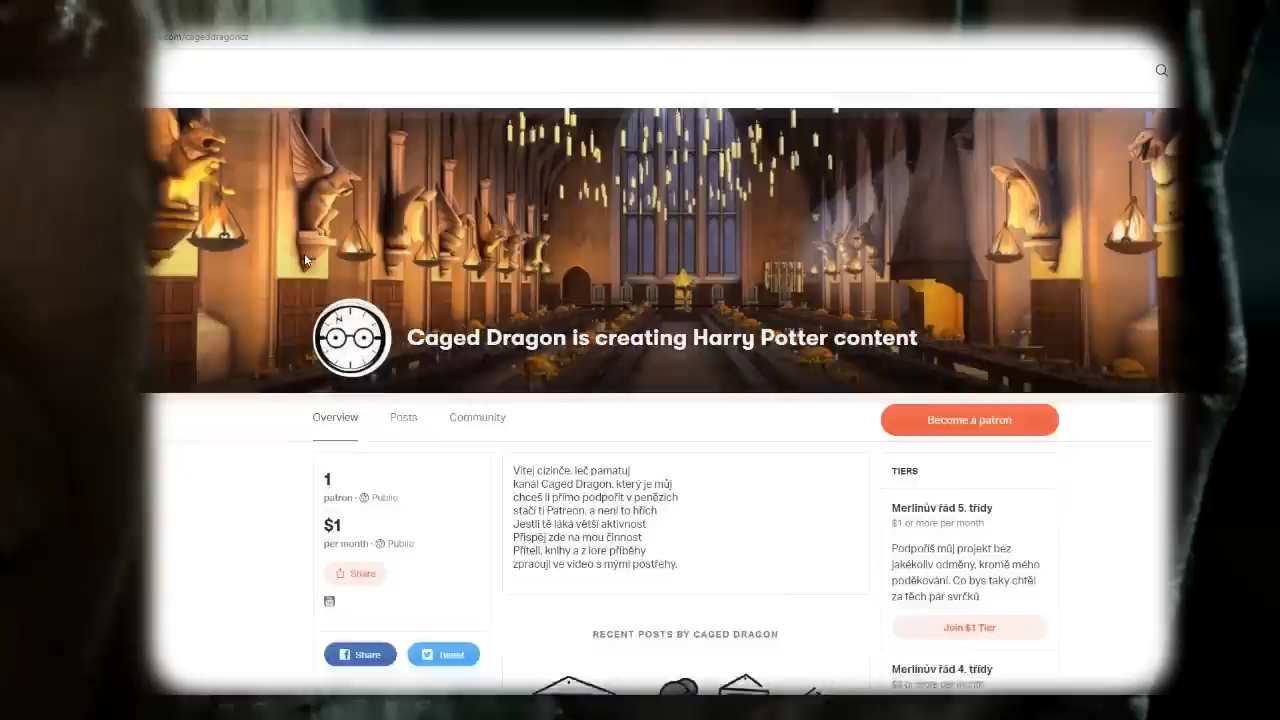 .com/cageddragoncz
N
Caged Dragon is creating Harry Potter content
Overview
Posts
Community
Become a patron
1
patron · Public
$1
per month · Public
Share
Share
Tweet
Vítej cizinče, leč pamatuj
kanál Caged Dragon, který je můj
chceš li přímo podpořit v penězích
stačí ti Patreon, a není to hřích
Jestli tě láká větší aktivnost
Přispěj zde na mou činnost
Příteli, knihy a z lore příběhy
zpracuji ve video s mými postřehy.
RECENT POSTS BY CAGED DRAGON
TIERS
Merlinův řád 5. třídy
$1 or more per month
Podpoříš můj projekt bez
jakékoliv odměny, kromě mého
poděkování. Co bys taky chtěl
za těch pár svrčků
Join $1 Tier
Merlinův řád 4. třídy
or more per month